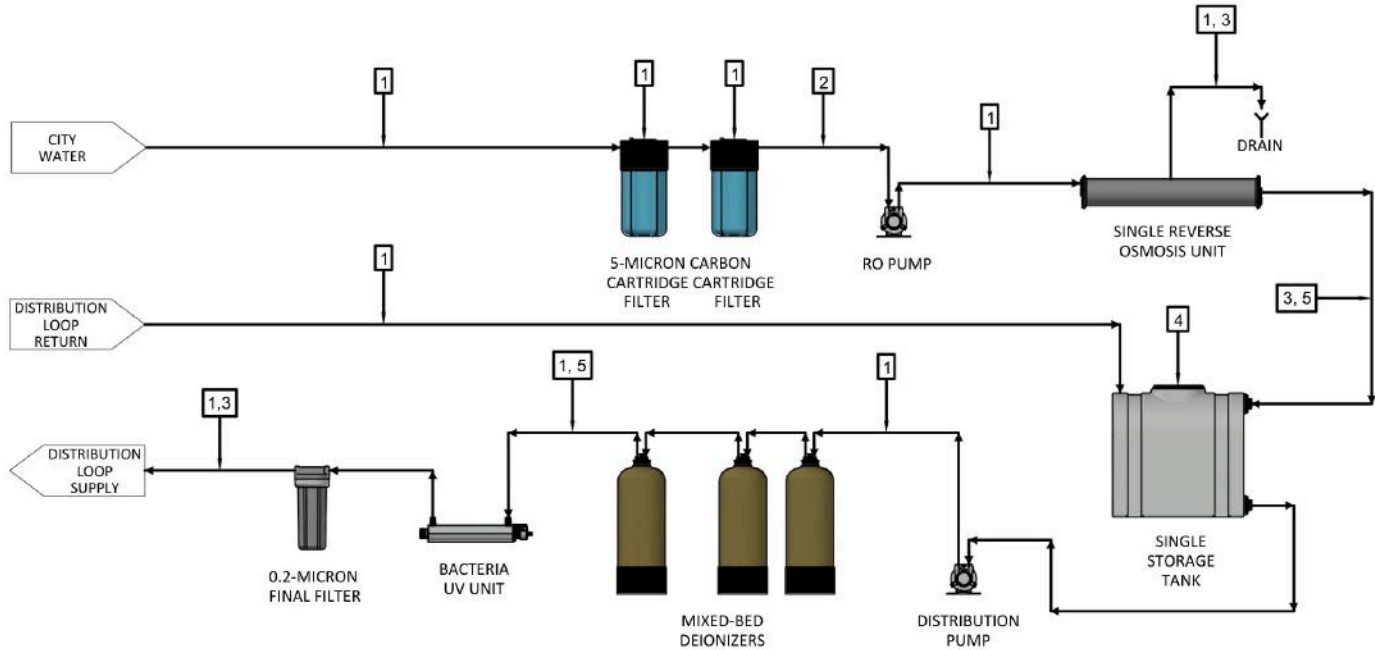 1, 3
1
1
1
2
1
CITY
WATER
DRAIN
SINGLE REVERSE
OSMOSIS UNIT
RO PUMP
5-MICRON CARBON
CARTRIDGE CARTRIDGE
FILTER FILTER
1
DISTRIBUTION
LOOP
RETURN
3, 5
4
1, 5
1
1,3
DISTRIBUTION
LOOP
SUPPLY
SINGLE
STORAGE
TANK
0.2-MICRON
FINAL FILTER
BACTERIA
UV UNIT
MIXED-BED
DEIONIZERS
DISTRIBUTION
PUMP